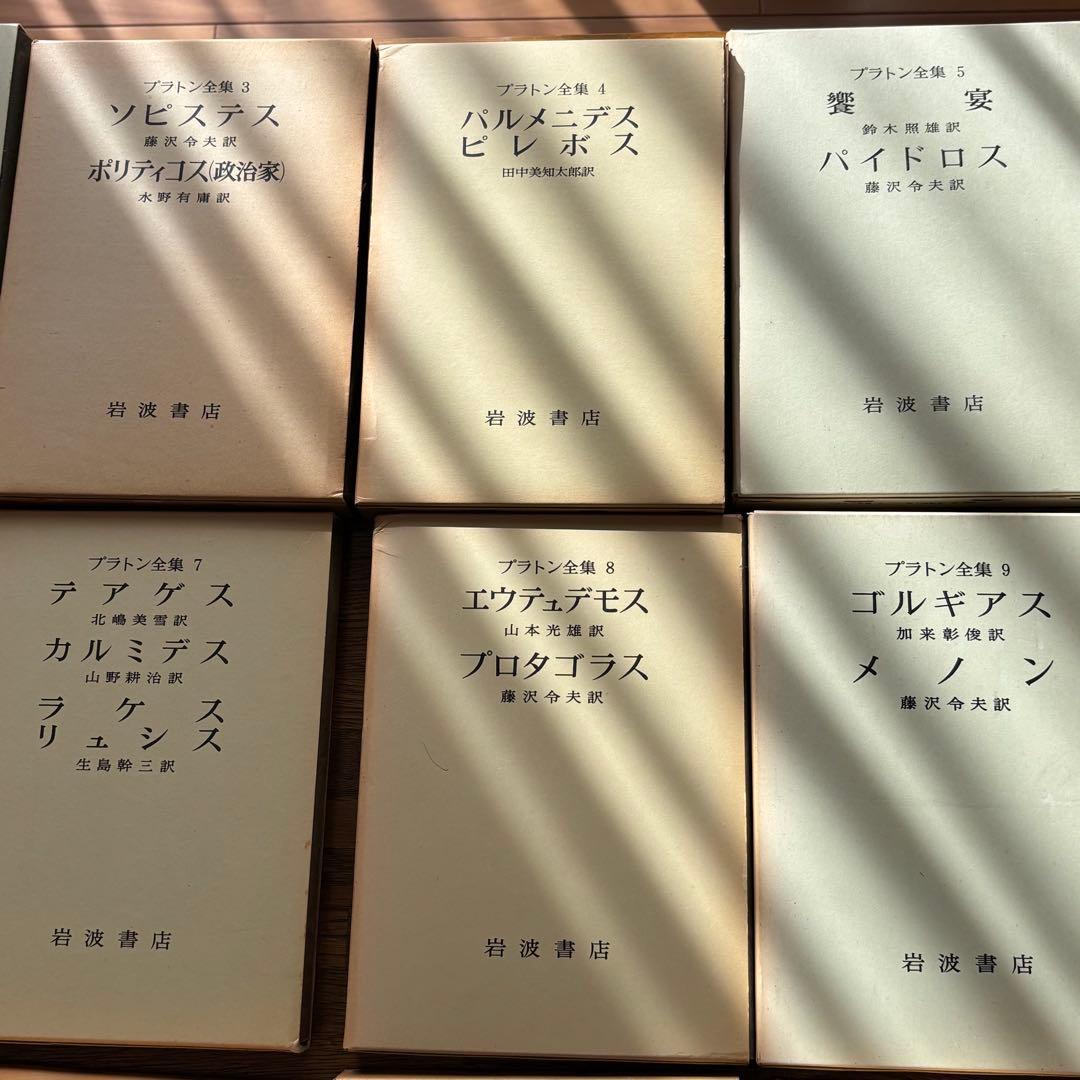 プラトン全集 3
ソピステス
藤沢令夫訳
ポリティコス(政治家)
水野有庸訳
岩波書店
プラトン全集 4
パルメニデス
ピレボス
田中美知太郎訳
岩波書店
プラトン全集 5
饗宴
鈴木照雄訳
パイドロス
藤沢令夫訳
岩波書店
プラトン全集 7
テアゲス
北嶋美雪訳
カルミデス
山野耕治訳
ラケス
リュシス
生島幹三訳
岩波書店
プラトン全集 8
エウテュデモス
山本光雄訳
プロタゴラス
藤沢令夫訳
岩波書店
プラトン全集 9
ゴルギアス
加来彰俊訳
メノン
藤沢令夫訳
岩波書店